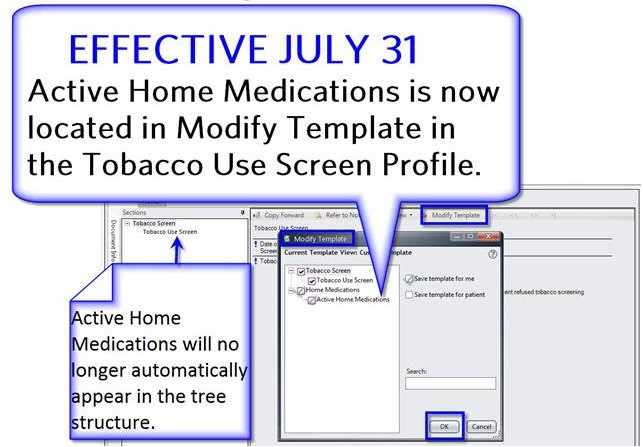 EFFECTIVE JULY 31
Active Home Medications is now
located in Modify Template in
the Tobacco Use Screen Profile.
Sections
Copy Forward
Refer to No
Modify Template
Tobacco Screen
Tobacco Use Screen
Document Info
Tobacco Use
Date o
Screen
Tobac
Modify Template
Current Template View: Cus
plate
Tobacco Screen
Tobacco Use Screen
Home Medications
Active Home Medications
Save template for me
Save template for patient
ent refused tobacco screening
Search:
OK
Cancel
Active Home
Medications will no
longer automatically
appear in the tree
structure.